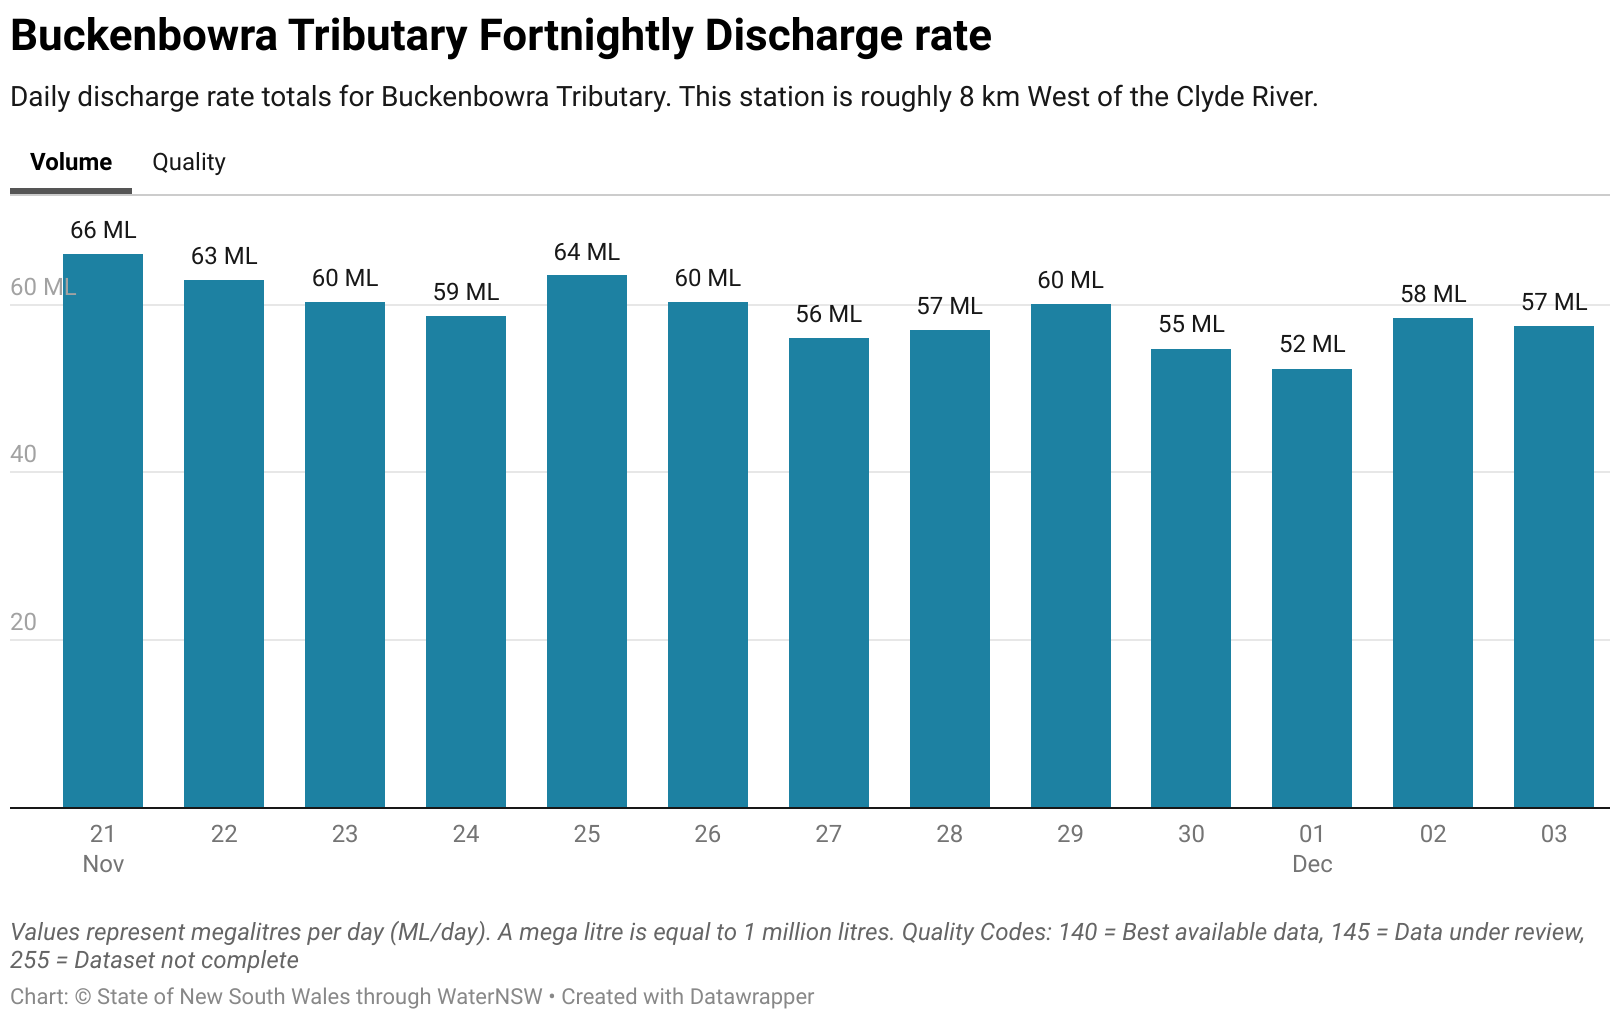 Buckenbowra Tributary Fortnightly Discharge rate
Daily discharge rate totals for Buckenbowra Tributary. This station is roughly 8 km West of the Clyde River.
Volume Quality
66 ML 63 ML 60 ML 59 ML 64 ML 60 ML 56 ML 57 ML 60 ML 55 ML 52 ML 58 ML 57 ML
60 ML
40
20
21 22 23 24 25 26 27 28 29 30 01 02 03
Nov Dec
Values represent megalitres per day (ML/day). A mega litre is equal to 1 million litres. Quality Codes: 140 = Best available data, 145 = Data under review,
255 = Dataset not complete
Chart: © State of New South Wales through WaterNSW • Created with Datawrapper